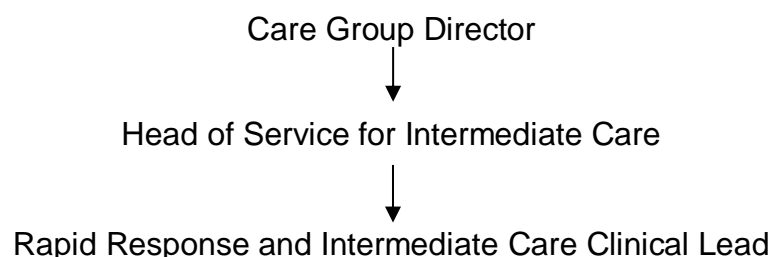 Care Group Director
Head of Service for Intermediate Care
Rapid Response and Intermediate Care Clinical Lead